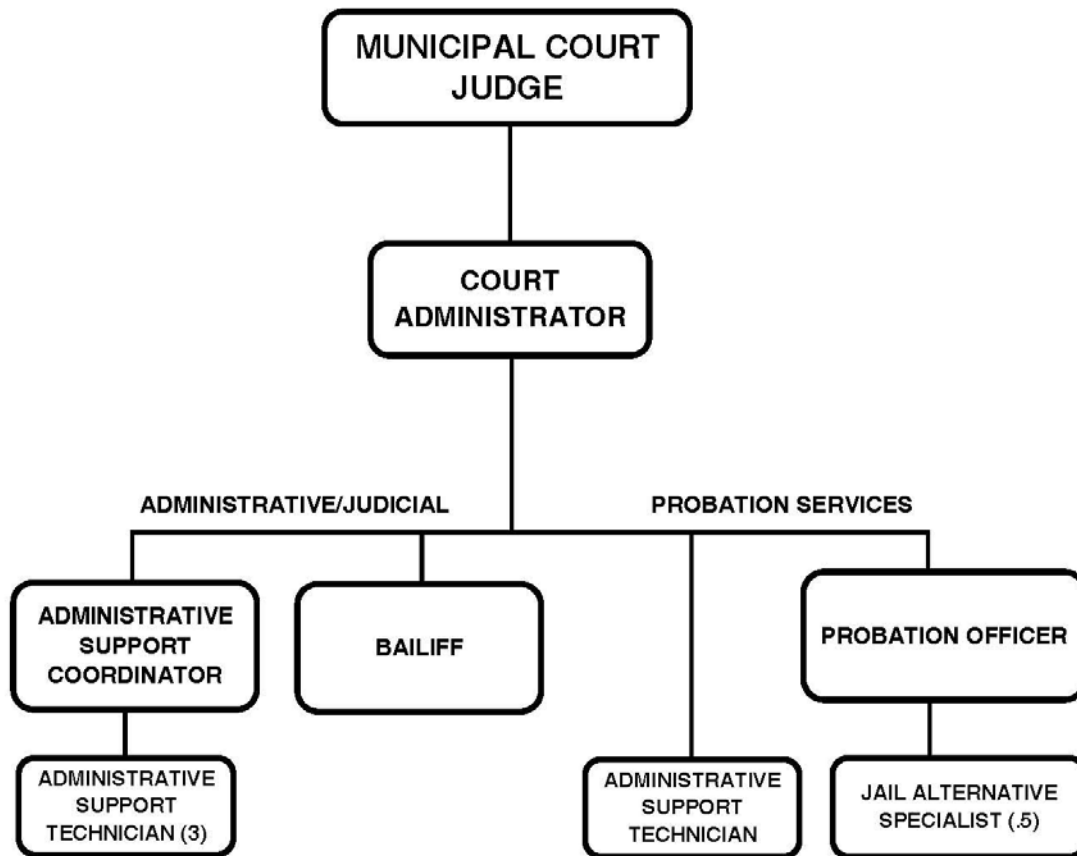 MUNICIPAL COURT
JUDGE
COURT
ADMINISTRATOR
ADMINISTRATIVE/JUDICIAL
PROBATION SERVICES
ADMINISTRATIVE
SUPPORT
COORDINATOR
BAILIFF
PROBATION OFFICER
ADMINISTRATIVE
SUPPORT
TECHNICIAN (3)
ADMINISTRATIVE
SUPPORT
TECHNICIAN
JAIL ALTERNATIVE
SPECIALIST (.5)